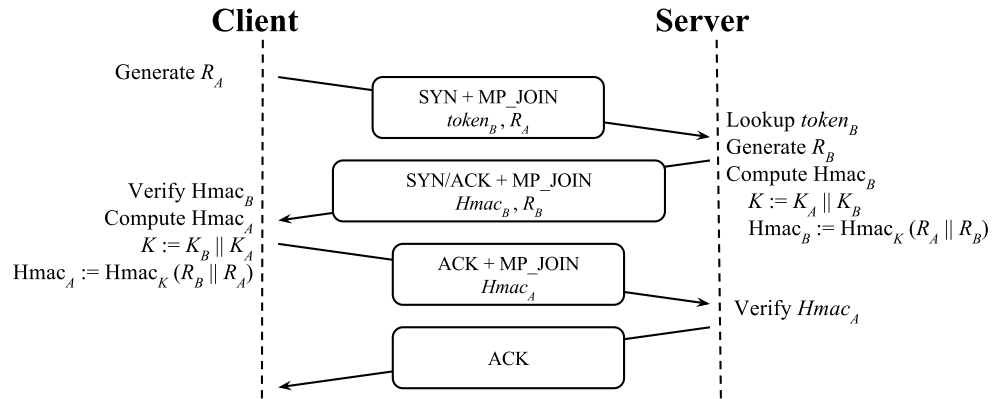 Client
Server
Generate R_A
SYN + MP_JOIN
token_B , R_A
Lookup token_B
Generate R_B
Compute Hmac_B
K := K_A || K_B
Hmac_B := Hmac_K (R_A || R_B)
SYN/ACK + MP_JOIN
Hmac_B , R_B
Verify Hmac_B
Compute Hmac_A
K := K_B || K_A
Hmac_A := Hmac_K (R_B || R_A)
ACK + MP_JOIN
Hmac_A
Verify Hmac_A
ACK